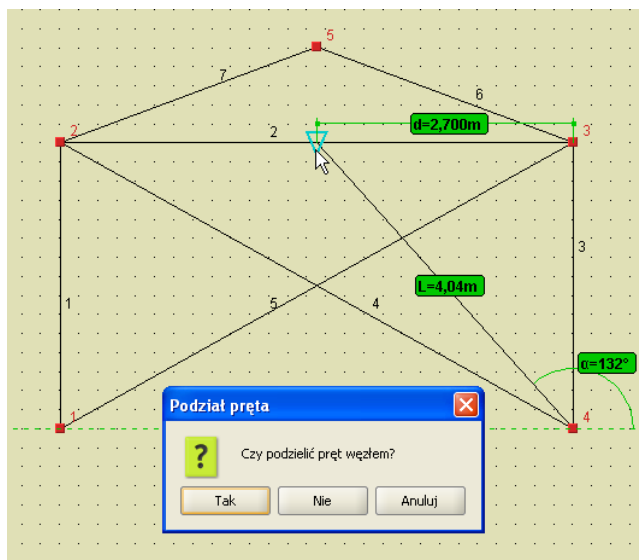 5
7
6
d=2,700m
2
2
3
L=4,04m
3
1
5
4
α=132°
1
4
Podział pręta
Czy podzielić pręt węzłem?
Tak
Nie
Anuluj